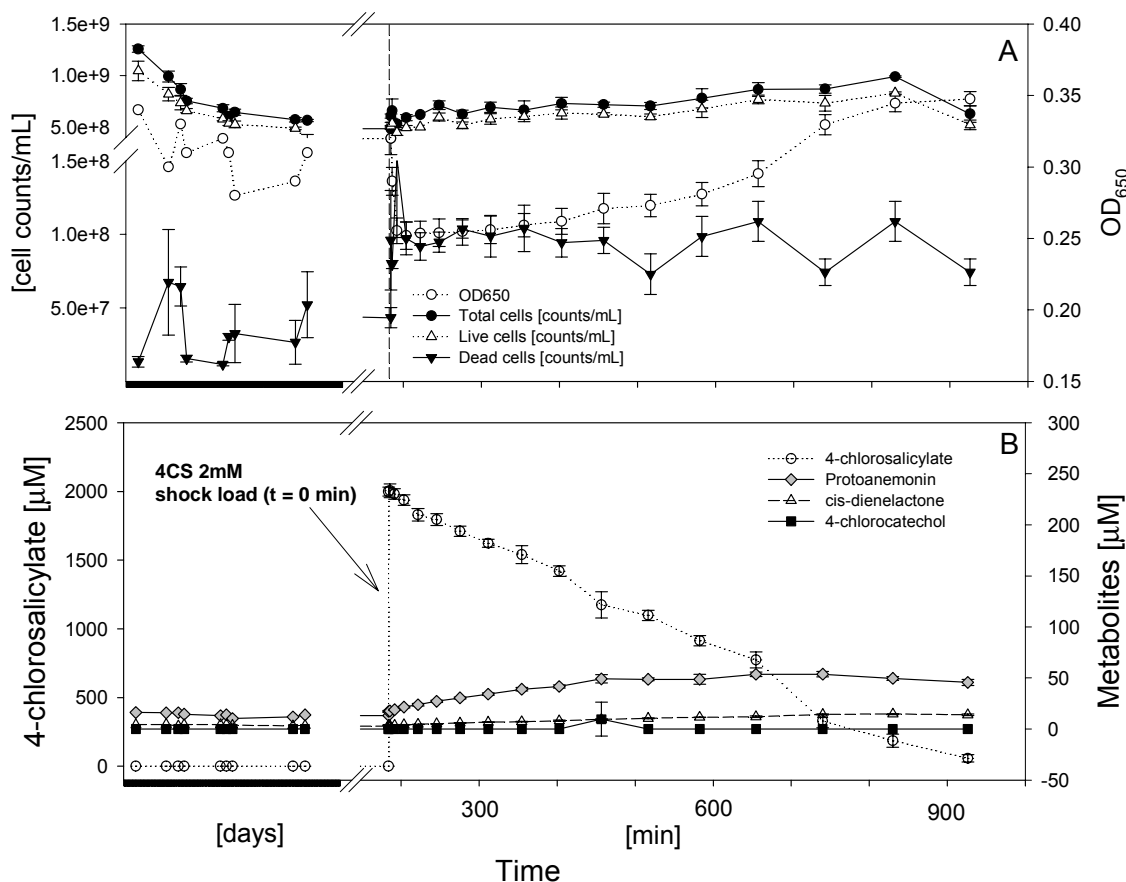 A
[cell counts/mL]
1.5e+9
1.0e+9
5.0e+8
1.5e+8
1.0e+8
5.0e+7
0.40
0.35
0.30
0.25
0.20
0.15
OD650
OD650
Total cells [counts/mL]
Live cells [counts/mL]
Dead cells [counts/mL]
B
4-chlorosalicylate [µM]
2500
2000
1500
1000
500
0
300
250
200
150
100
50
0
-50
Metabolites [µM]
4CS 2mM
shock load (t = 0 min)
4-chlorosalicylate
Protoanemonin
cis-dienelactone
4-chlorocatechol
300
600
900
[days]
[min]
Time